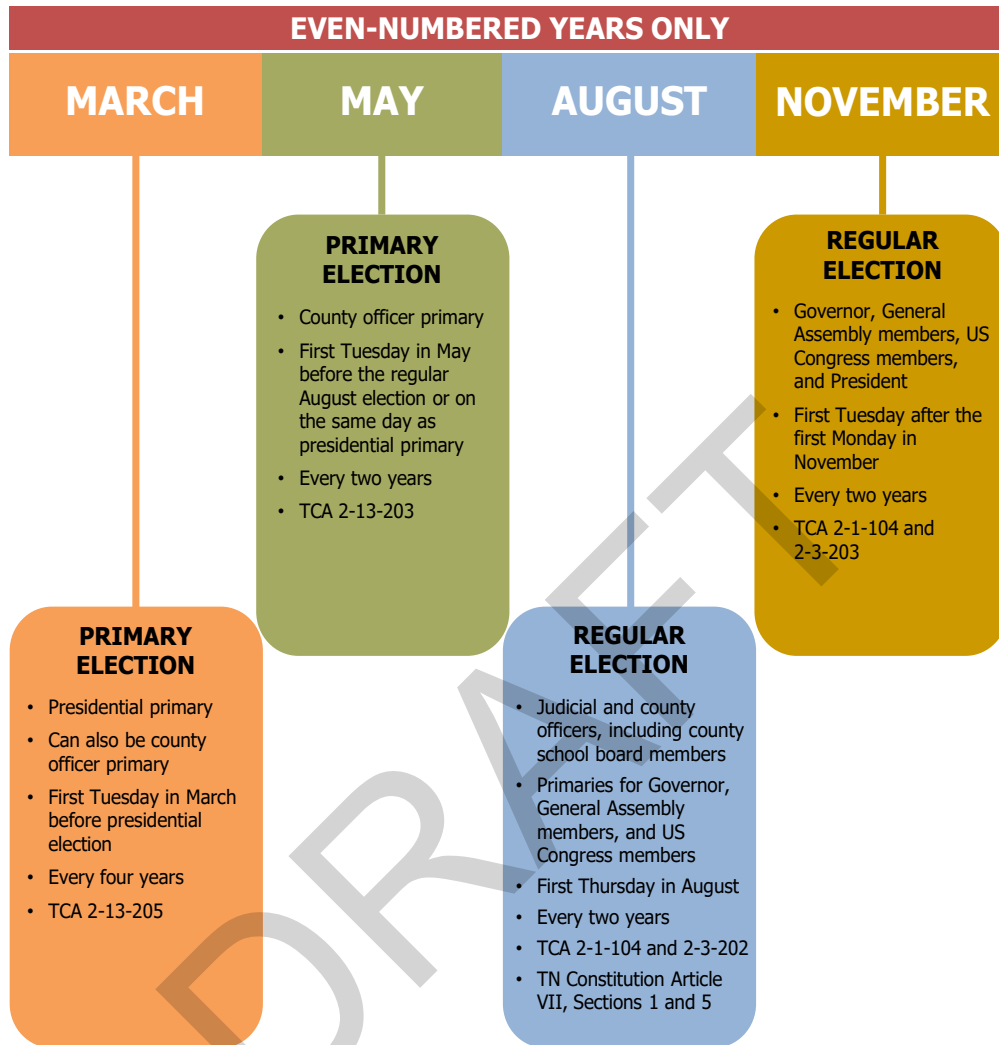 EVEN-NUMBERED YEARS ONLY
MARCH
MAY
AUGUST
NOVEMBER
PRIMARY
ELECTION
• County officer primary
• First Tuesday in May
before the regular
August election or on
the same day as
presidential primary
• Every two years
• TCA 2-13-203
REGULAR
ELECTION
• Governor, General
Assembly members, US
Congress members,
and President
• First Tuesday after the
first Monday in
November
• Every two years
• TCA 2-1-104 and
2-3-203
PRIMARY
ELECTION
• Presidential primary
• Can also be county
officer primary
• First Tuesday in March
before presidential
election
• Every four years
• TCA 2-13-205
REGULAR
ELECTION
• Judicial and county
officers, including county
school board members
• Primaries for Governor,
General Assembly
members, and US
Congress members
• First Thursday in August
• Every two years
• TCA 2-1-104 and 2-3-202
• TN Constitution Article
VII, Sections 1 and 5
DRAFT